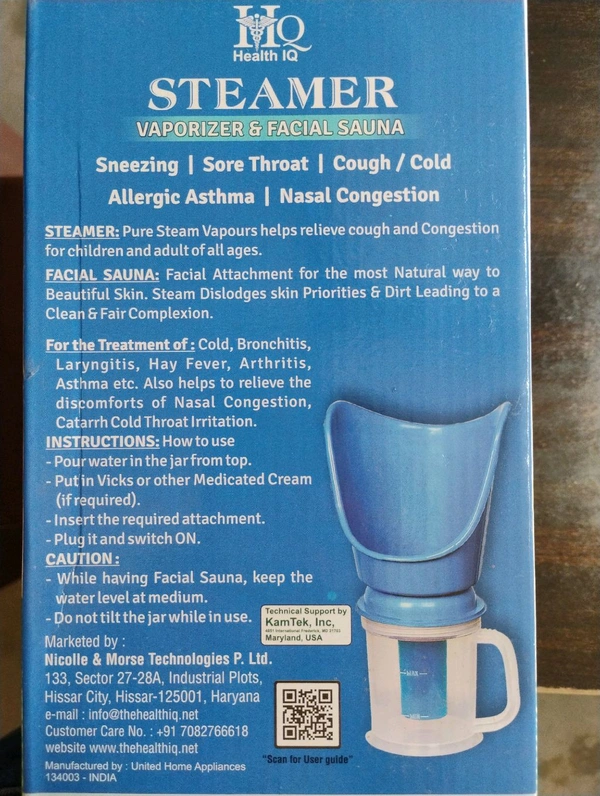 HQ
Health IQ
STEAMER
VAPORIZER & FACIAL SAUNA
Sneezing | Sore Throat | Cough / Cold
Allergic Asthma | Nasal Congestion
STEAMER: Pure Steam Vapours helps relieve cough and Congestion
for children and adult of all ages.
FACIAL SAUNA: Facial Attachment for the most Natural way to
Beautiful Skin. Steam Dislodges skin Priorities & Dirt Leading to a
Clean & Fair Complexion.
For the Treatment of : Cold, Bronchitis,
Laryngitis, Hay Fever, Arthritis,
Asthma etc. Also helps to relieve the
discomforts of Nasal Congestion,
Catarrh Cold Throat Irritation.
INSTRUCTIONS: How to use
- Pour water in the jar from top.
- Put in Vicks or other Medicated Cream
(if required).
- Insert the required attachment.
- Plug it and switch ON.
CAUTION :
- While having Facial Sauna, keep the
water level at medium.
- Do not tilt the jar while in use.
Technical Support by
KamTek, Inc,
Maryland, USA
Marketed by :
Nicolle & Morse Technologies P. Ltd.
133, Sector 27-28A, Industrial Plots,
Hissar City, Hissar-125001, Haryana
e-mail : info@thehealthiq.net
Customer Care No. : +91 7082766618
website www.thehealthiq.net
Manufactured by : United Home Appliances
134003 - INDIA
"Scan for User guide"